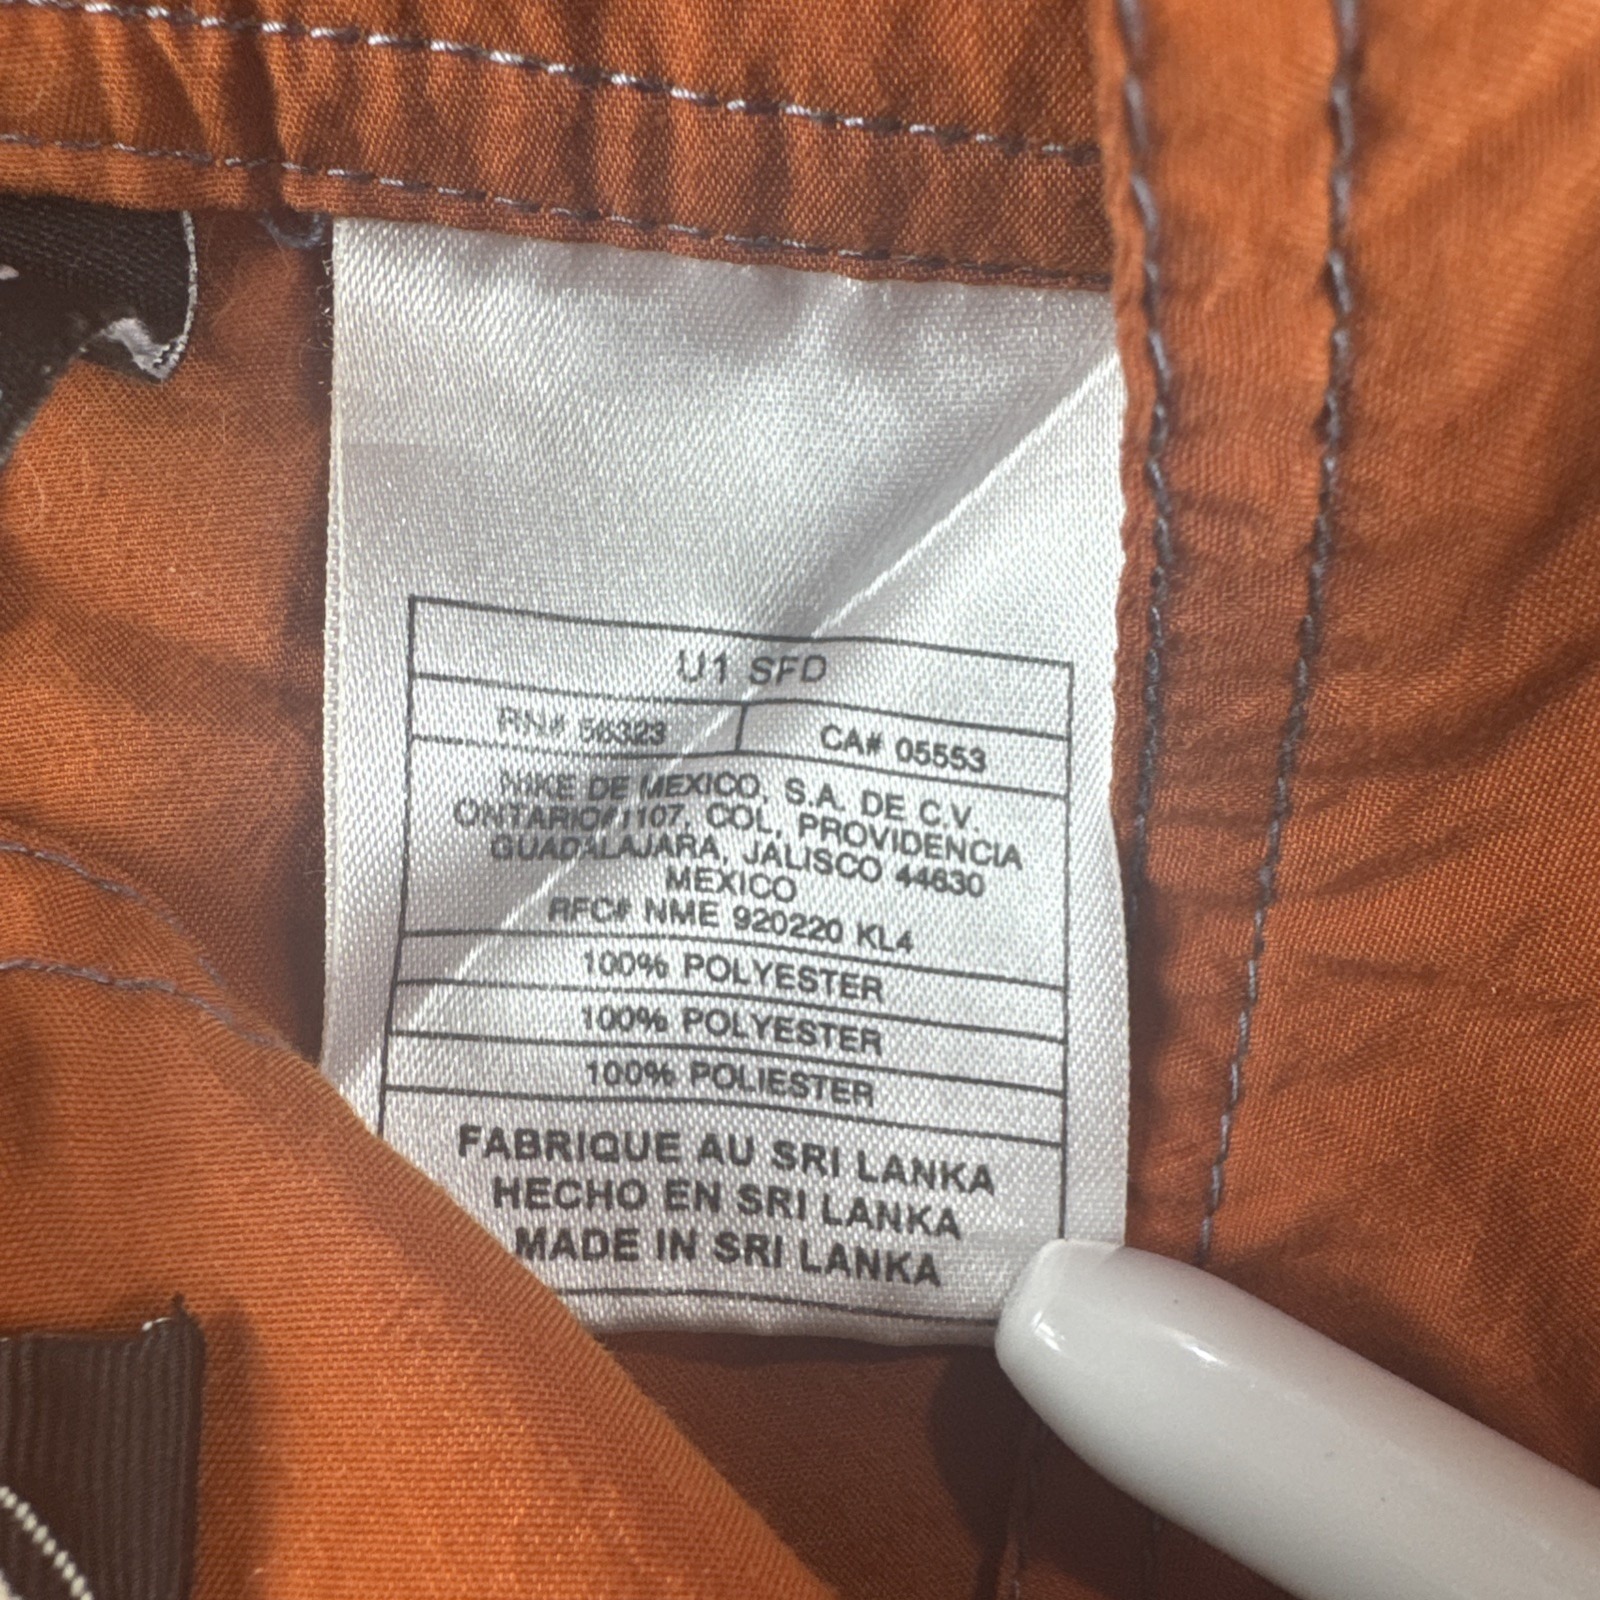 U1 SFD
RN# 56323
CA# 05553
NIKE DE MEXICO, S.A. DE C.V.
ONTARIO#1107, COL. PROVIDENCIA
GUADALAJARA, JALISCO 44630
MEXICO
RFC# NME 920220 KL4
100% POLYESTER
100% POLYESTER
100% POLIESTER
FABRIQUE AU SRI LANKA
HECHO EN SRI LANKA
MADE IN SRI LANKA